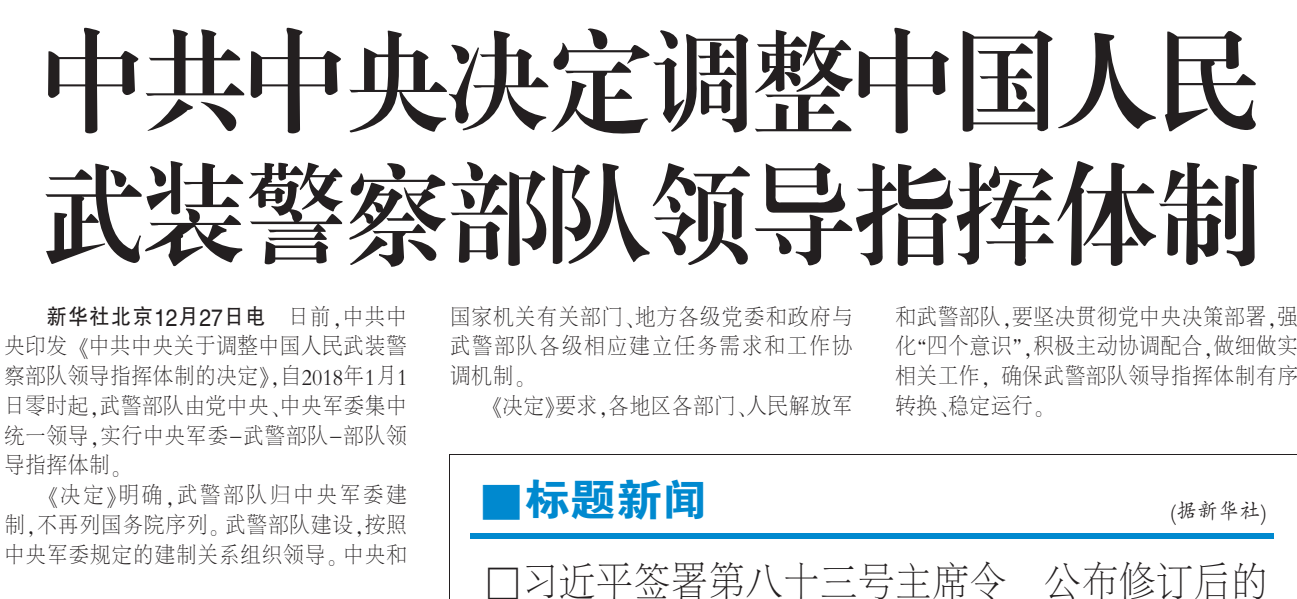 中共中央决定调整中国人民
武装警察部队领导指挥体制
新华社北京12月27日电　日前，中共中
央印发《中共中央关于调整中国人民武装警
察部队领导指挥体制的决定》，自2018年1月1
日零时起，武警部队由党中央、中央军委集中
统一领导，实行中央军委-武警部队-部队领
导指挥体制。
《决定》明确，武警部队归中央军委建
制，不再列国务院序列。武警部队建设，按照
中央军委规定的建制关系组织领导。中央和
国家机关有关部门、地方各级党委和政府与
武警部队各级相应建立任务需求和工作协
调机制。
《决定》要求，各地区各部门、人民解放军
和武警部队，要坚决贯彻党中央决策部署，强
化“四个意识”，积极主动协调配合，做细做实
相关工作，确保武警部队领导指挥体制有序
转换、稳定运行。
■标题新闻
（据新华社）
□习近平签署第八十三号主席令　公布修订后的